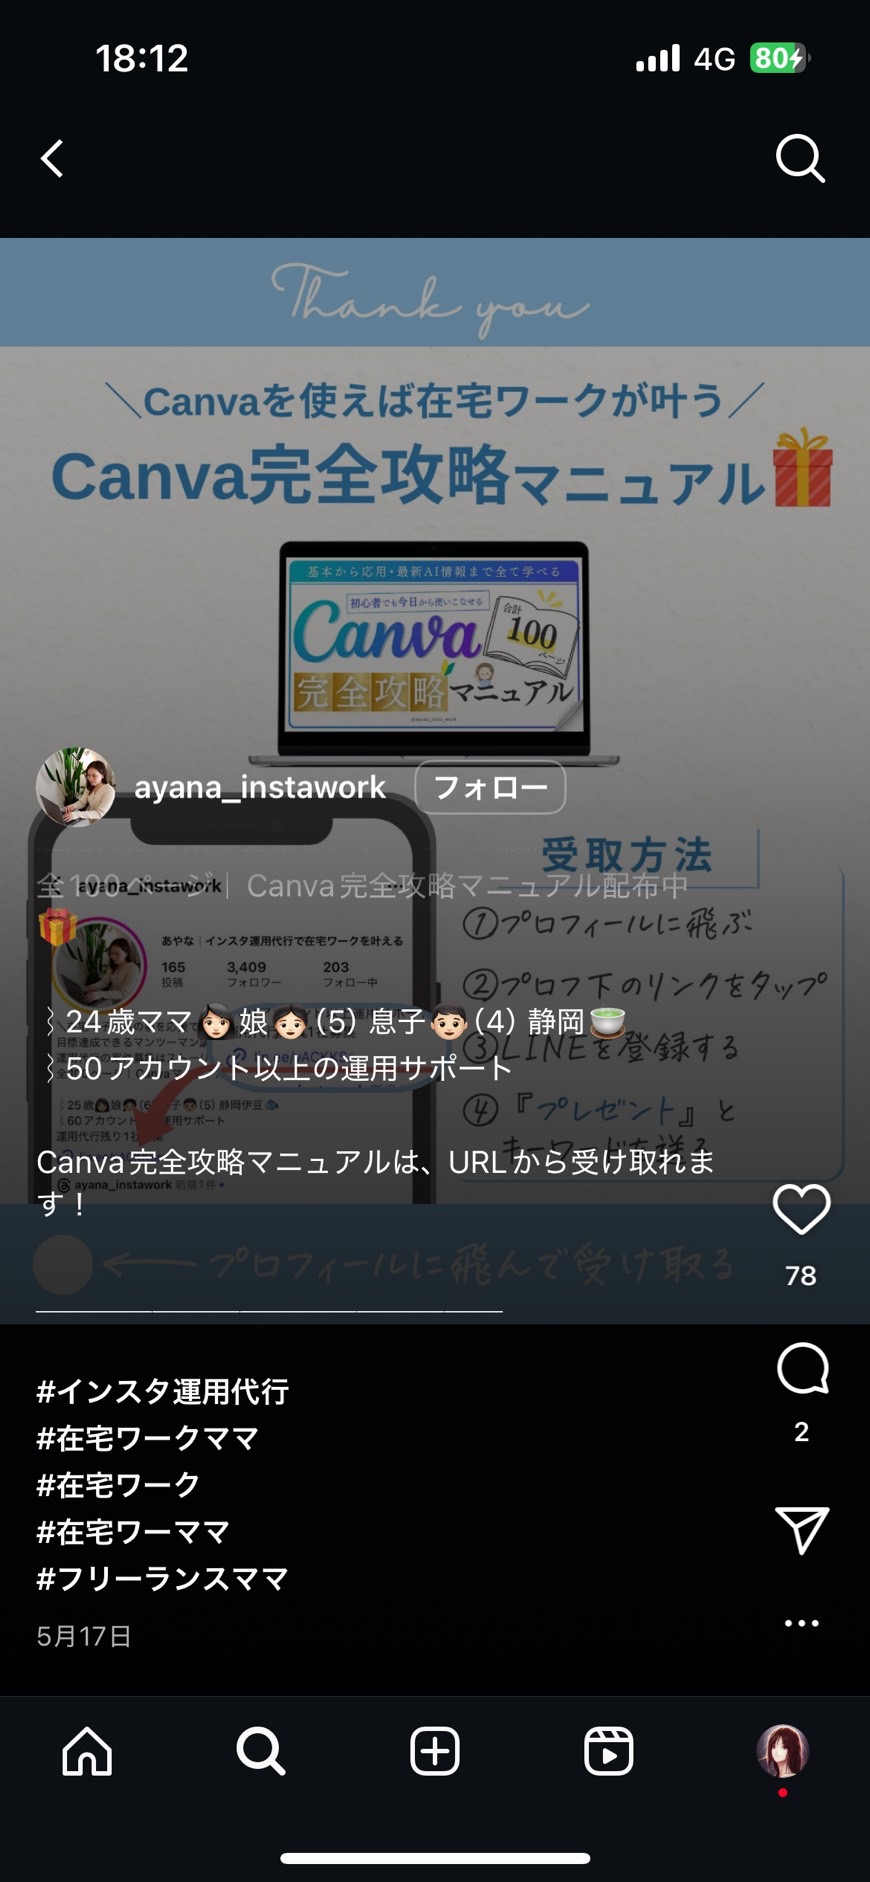 18:12
4G
80
Thank you
＼Canvaを使えば在宅ワークが叶う／
Canva完全攻略マニュアル🎁
基本から応用・最新AI情報まで全て学べる
初心者でも今日から使いこなせる
合計
100
ページ
Canva
完全攻略マニュアル
ayana_instawork
フォロー
受取方法
全100ページ｜Canva完全攻略マニュアル配布中
🎁
ayana_instawork
あやな｜インスタ運用代行で在宅ワークを叶える
165
3,409
203
投稿
フォロワー
フォロー中
①プロフィールに飛ぶ
②プロフ下のリンクをタップ
③LINEを登録する
④『プレゼント』と
キーワードを送る
⌇24歳ママ👩🏻娘👧🏻(5) 息子👦🏻(4) 静岡🍵
⌇50アカウント以上の運用サポート
目標達成できるマンツーマン
⌇25歳
(5) 静岡伊豆
⌇60アカウント
運用サポート
運用代行残り1社
Canva完全攻略マニュアルは、URLから受け取れま
す！
ayana_instawork 新規1件
プロフィールに飛んで受け取る
78
#インスタ運用代行
#在宅ワークママ
#在宅ワーク
#在宅ワーママ
#フリーランスママ
2
5月17日